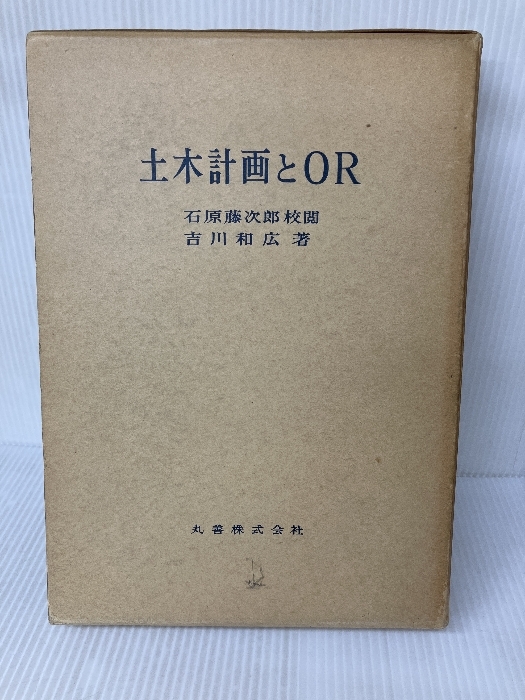 土木計画とOR
石原藤次郎校閲
吉川和広著
丸善株式会社